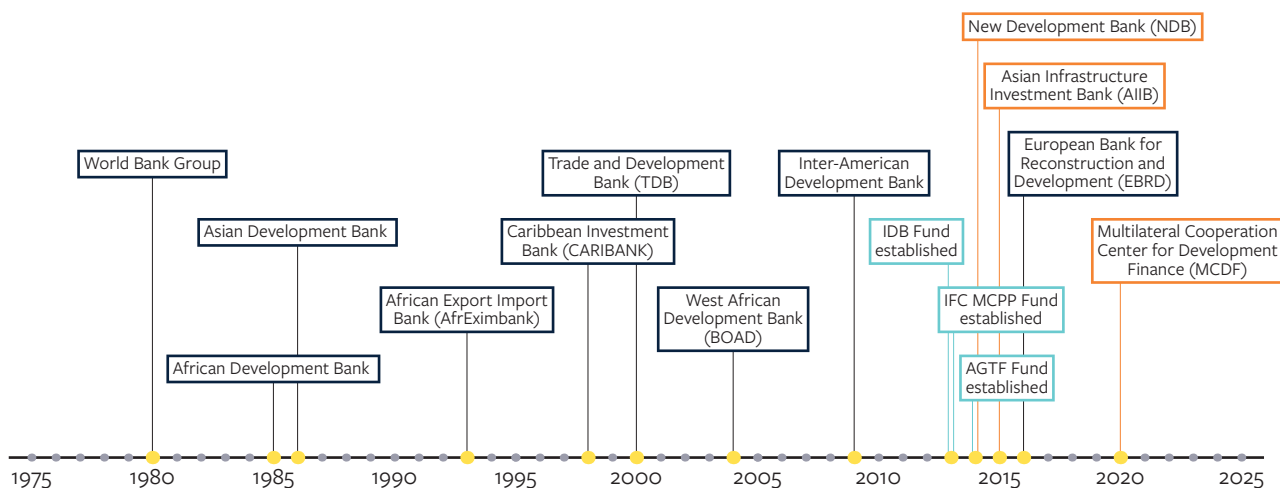 New Development Bank (NDB)
Asian Infrastructure
Investment Bank (AIIB)
World Bank Group
Trade and Development
Bank (TDB)
Inter-American
Development Bank
European Bank for
Reconstruction and
Development (EBRD)
Asian Development Bank
Caribbean Investment
Bank (CARIBANK)
IDB Fund
established
Multilateral Cooperation
Center for Development
Finance (MCDF)
African Export Import
Bank (AfrEximbank)
West African
Development Bank
(BOAD)
IFC MCPP Fund
established
African Development Bank
AGTF Fund
established
1975 1980 1985 1990 1995 2000 2005 2010 2015 2020 2025